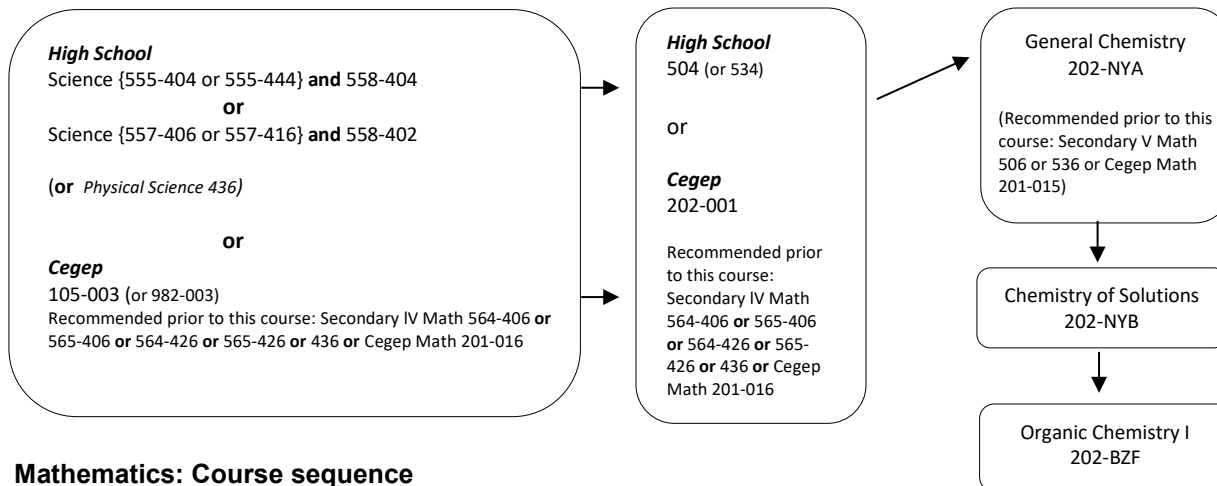 High School
Science {555-404 or 555-444} and 558-404
or
Science {557-406 or 557-416} and 558-402
(or Physical Science 436)
or
Cegep
105-003 (or 982-003)
Recommended prior to this course: Secondary lV Math 564-406 or
565-406 or 564-426 or 565-426 or 436 or Cegep Math 201-016
High School
504 (or 534)
or
Cegep
202-001
Recommended prior
to this course:
Secondary lV Math
564-406 or 565-406
or 564-426 or 565-
426 or 436 or Cegep
Math 201-016
General Chemistry
202-NYA
(Recommended prior to this
course: Secondary V Math
506 or 536 or Cegep Math
201-015)
Chemistry of Solutions
202-NYB
Organic Chemistry I
202-BZF
Mathematics: Course sequence